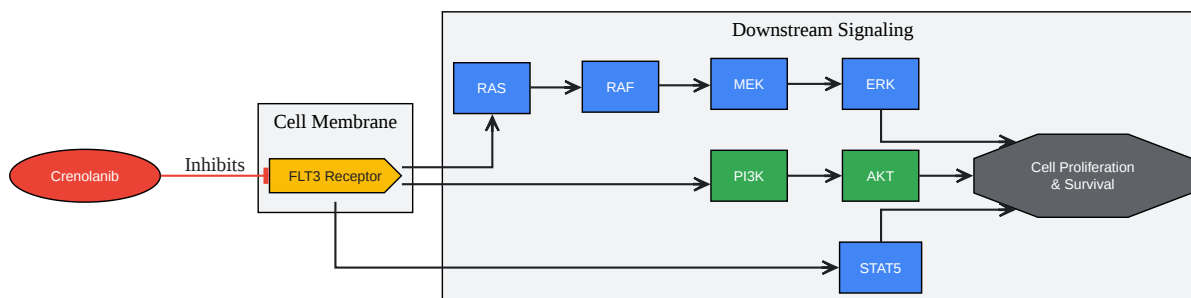 Downstream Signaling
RAS
RAF
MEK
ERK
Cell Membrane
Crenolanib
Inhibits
FLT3 Receptor
PI3K
AKT
Cell Proliferation
& Survival
STAT5